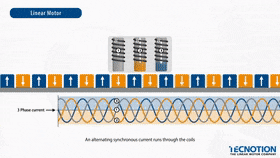 Linear Motor
3 Phase current
An alternating synchronous current runs through the coils
TECNOTION
THE LINEAR MOTOR COMPANY